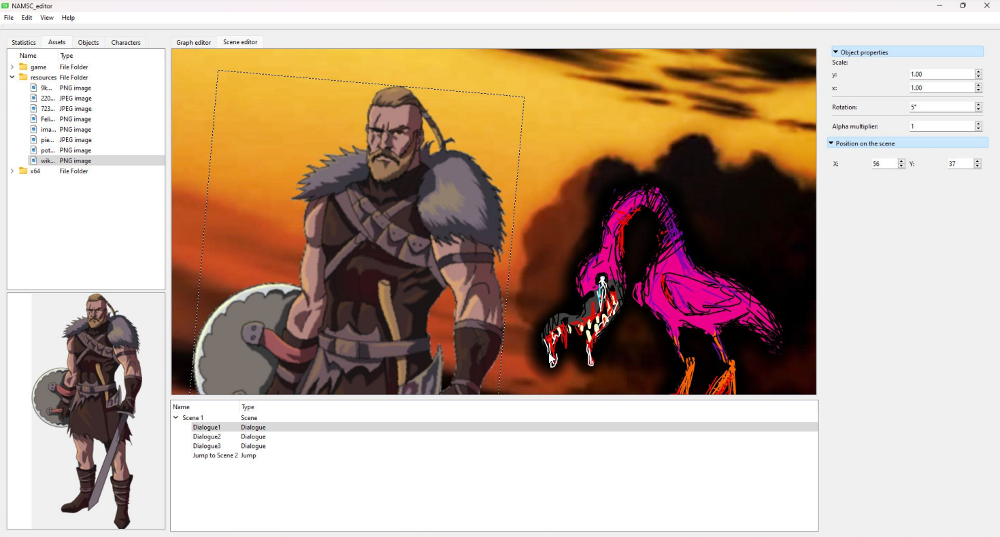 NAMSC_editor
File Edit View Help
Statistics Assets Objects Characters
Name Type
game File Folder
resources File Folder
9k... PNG image
220... JPEG image
723... JPEG image
Feli... PNG image
ima... PNG image
pie... JPEG image
pot... PNG image
wik... PNG image
x64 File Folder
Graph editor Scene editor
Name Type
Scene 1 Scene
Dialogue1 Dialogue
Dialogue2 Dialogue
Dialogue3 Dialogue
Jump to Scene 2 Jump
Object properties
Scale:
y: 1.00
x: 1.00
Rotation: 5°
Alpha multiplier: 1
Position on the scene
X: 56 Y: 37